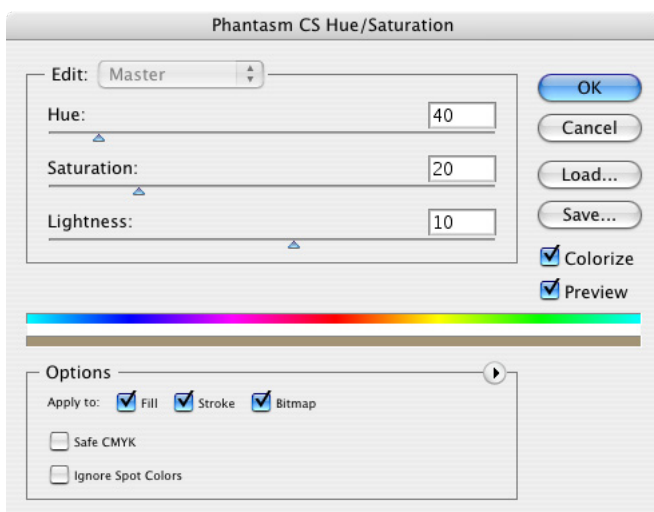 Phantasm CS Hue/Saturation
Edit: Master
Hue: 40
Saturation: 20
Lightness: 10
OK
Cancel
Load...
Save...
Colorize
Preview
Options
Apply to: Fill Stroke Bitmap
Safe CMYK
Ignore Spot Colors